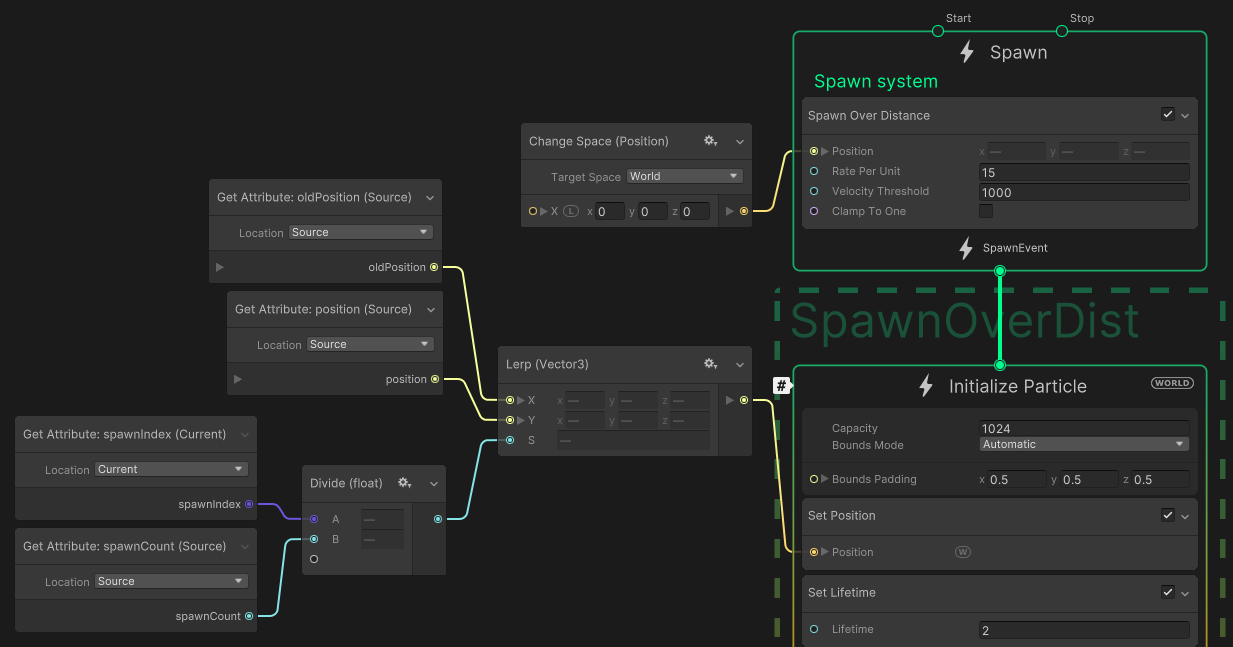 Start Stop
Spawn
Spawn system
Spawn Over Distance
Position x — y — z —
Rate Per Unit 15
Velocity Threshold 1000
Clamp To One
SpawnEvent
Change Space (Position)
Target Space World
X L x 0 y 0 z 0
Get Attribute: oldPosition (Source)
Location Source
oldPosition
Get Attribute: position (Source)
Location Source
position
Lerp (Vector3)
X x — y — z —
Y x — y — z —
S —
Get Attribute: spawnIndex (Current)
Location Current
spawnIndex
Divide (float)
A —
B —
Get Attribute: spawnCount (Source)
Location Source
spawnCount
SpawnOverDist
#
Initialize Particle WORLD
Capacity 1024
Bounds Mode Automatic
Bounds Padding x 0.5 y 0.5 z 0.5
Set Position
Position W
Set Lifetime
Lifetime 2